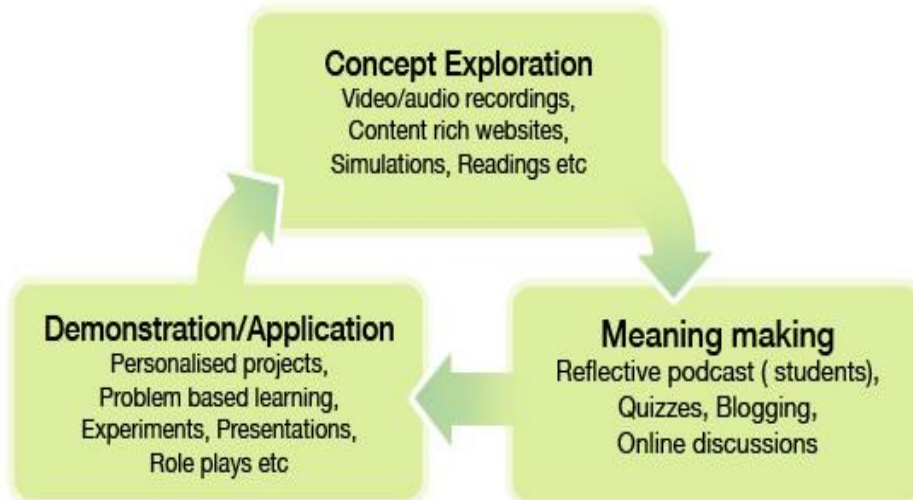 Concept Exploration
Video/audio recordings,
Content rich websites,
Simulations, Readings etc
Demonstration/Application
Personalised projects,
Problem based learning,
Experiments, Presentations,
Role plays etc
Meaning making
Reflective podcast ( students),
Quizzes, Blogging,
Online discussions